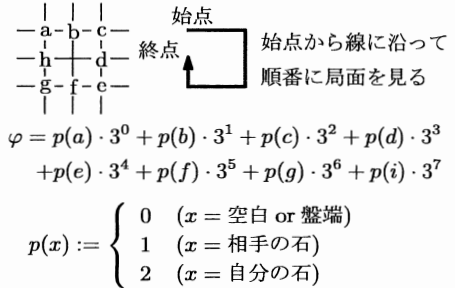 a b c
始点
h d
終点
g f e
始点から線に沿って
順番に局面を見る
φ = p(a) · 3^0 + p(b) · 3^1 + p(c) · 3^2 + p(d) · 3^3
+p(e) · 3^4 + p(f) · 3^5 + p(g) · 3^6 + p(i) · 3^7
p(x) := { 0 (x = 空白 or 盤端)
1 (x = 相手の石)
2 (x = 自分の石)